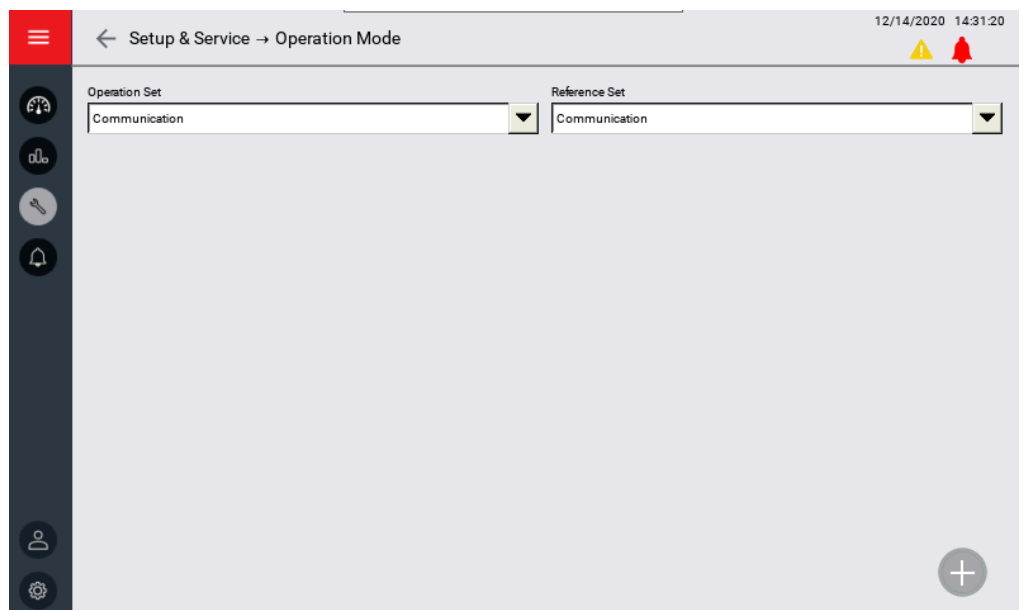 12/14/2020 14:31:20
Setup & Service → Operation Mode
Operation Set
Reference Set
Communication
Communication